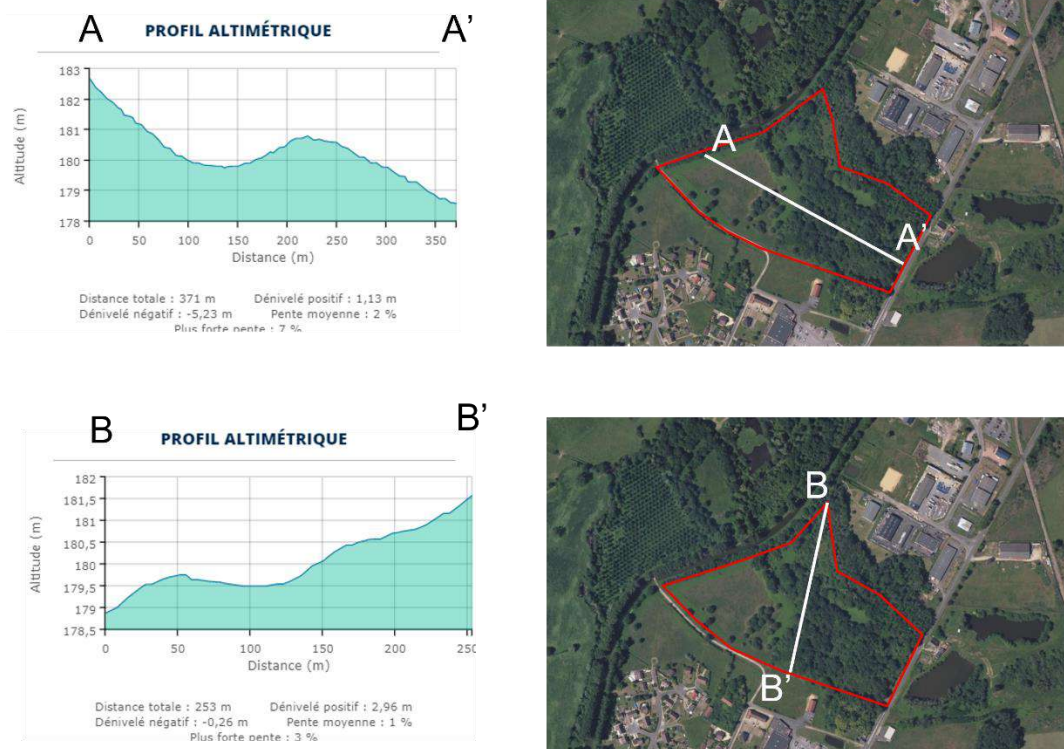 A
A’
PROFIL ALTIMÉTRIQUE
183
182
181
180
179
178
Altitude (m)
0
50
100
150
200
250
300
350
Distance (m)
Distance totale : 371 m
Dénivelé positif : 1,13 m
Dénivelé négatif : -5,23 m
Pente moyenne : 2 %
Plus forte pente : 7 %
A
A’
B
B’
PROFIL ALTIMÉTRIQUE
182
181,5
181
180,5
180
179,5
179
178,5
Altitude (m)
0
50
100
150
200
250
Distance (m)
Distance totale : 253 m
Dénivelé positif : 2,96 m
Dénivelé négatif : -0,26 m
Pente moyenne : 1 %
Plus forte pente : 3 %
B
B’